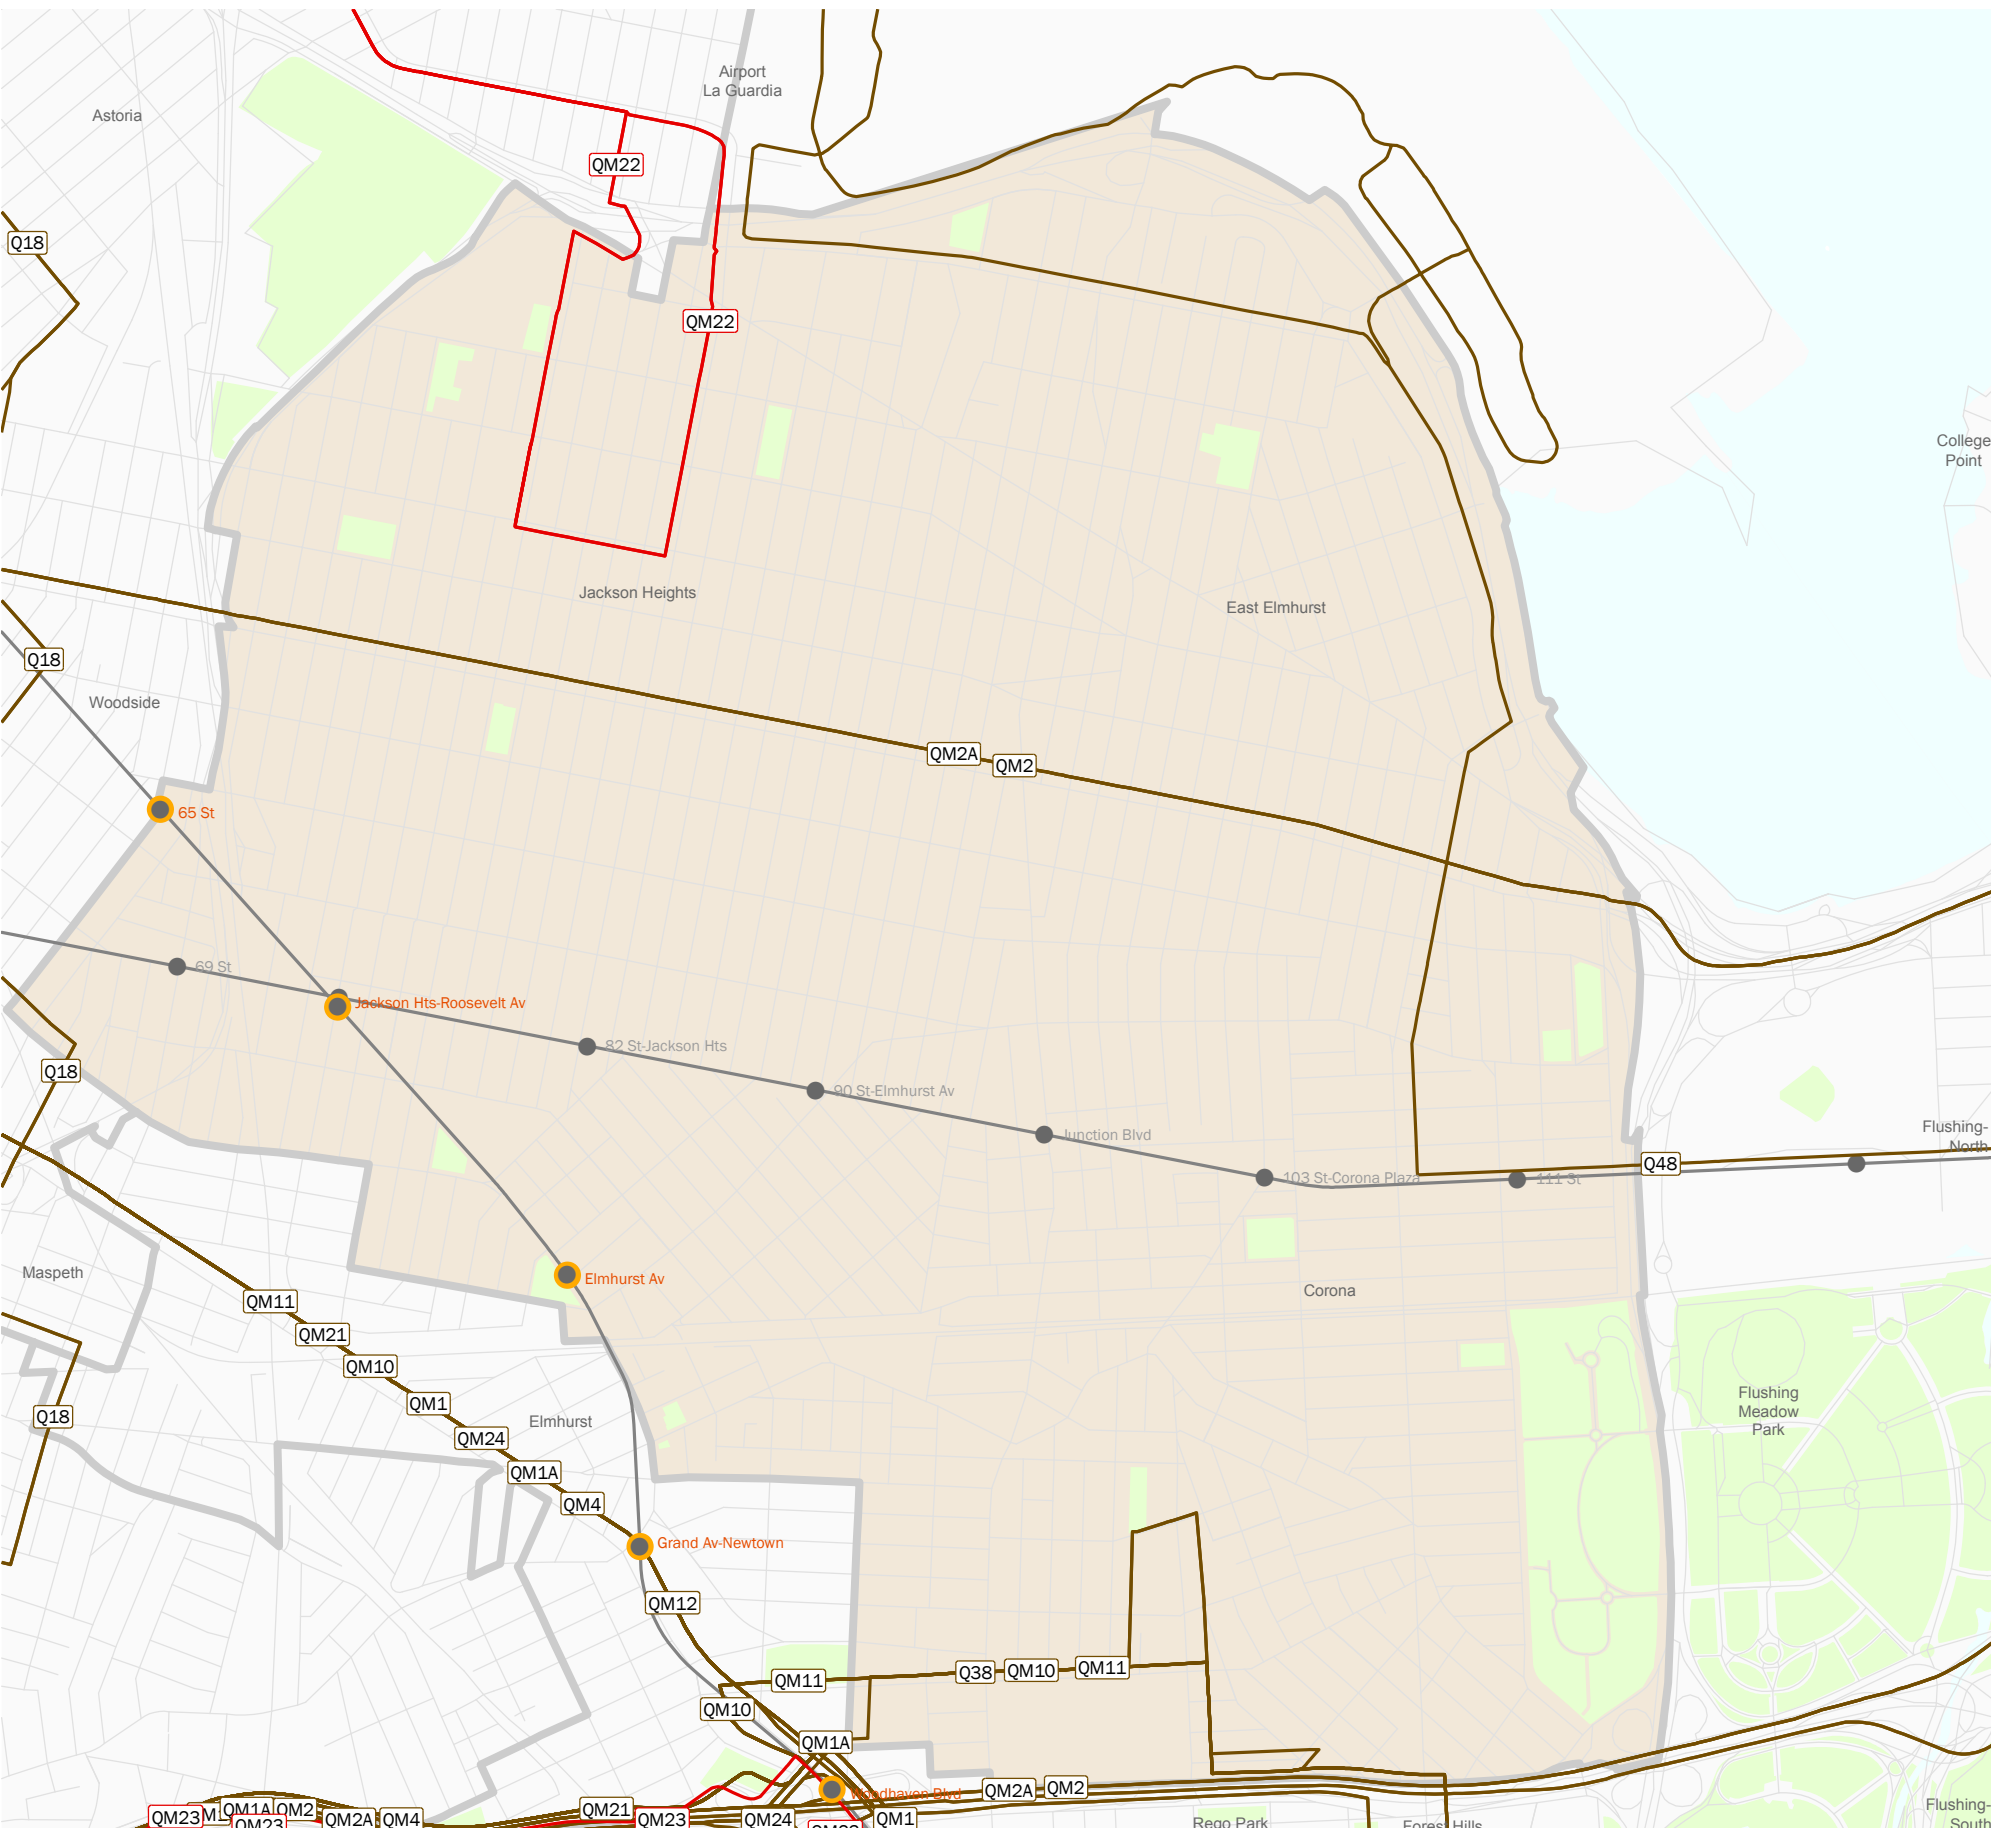 Airport
La Guardia
Astoria
QM22
Q18
QM22
College
Point
Jackson Heights
East Elmhurst
Q18
Woodside
QM2A
QM2
65 St
69 St
Jackson Hts-Roosevelt Av
82 St-Jackson Hts
Q18
90 St-Elmhurst Av
Junction Blvd
Flushing-
North
Q48
103 St-Corona Plaza
111 St
Maspeth
Elmhurst Av
Corona
QM11
QM21
QM10
QM1
Q18
Elmhurst
QM24
Flushing
Meadow
Park
QM1A
QM4
Grand Av-Newtown
QM12
QM11
Q38
QM10
QM11
QM10
QM1A
Woodhaven Blvd
QM2A
QM2
QM23
QM1A
QM2
QM2A
QM4
QM21
QM23
QM24
QM1
QM23
Rego Park
Forest Hills
Flushing-
South